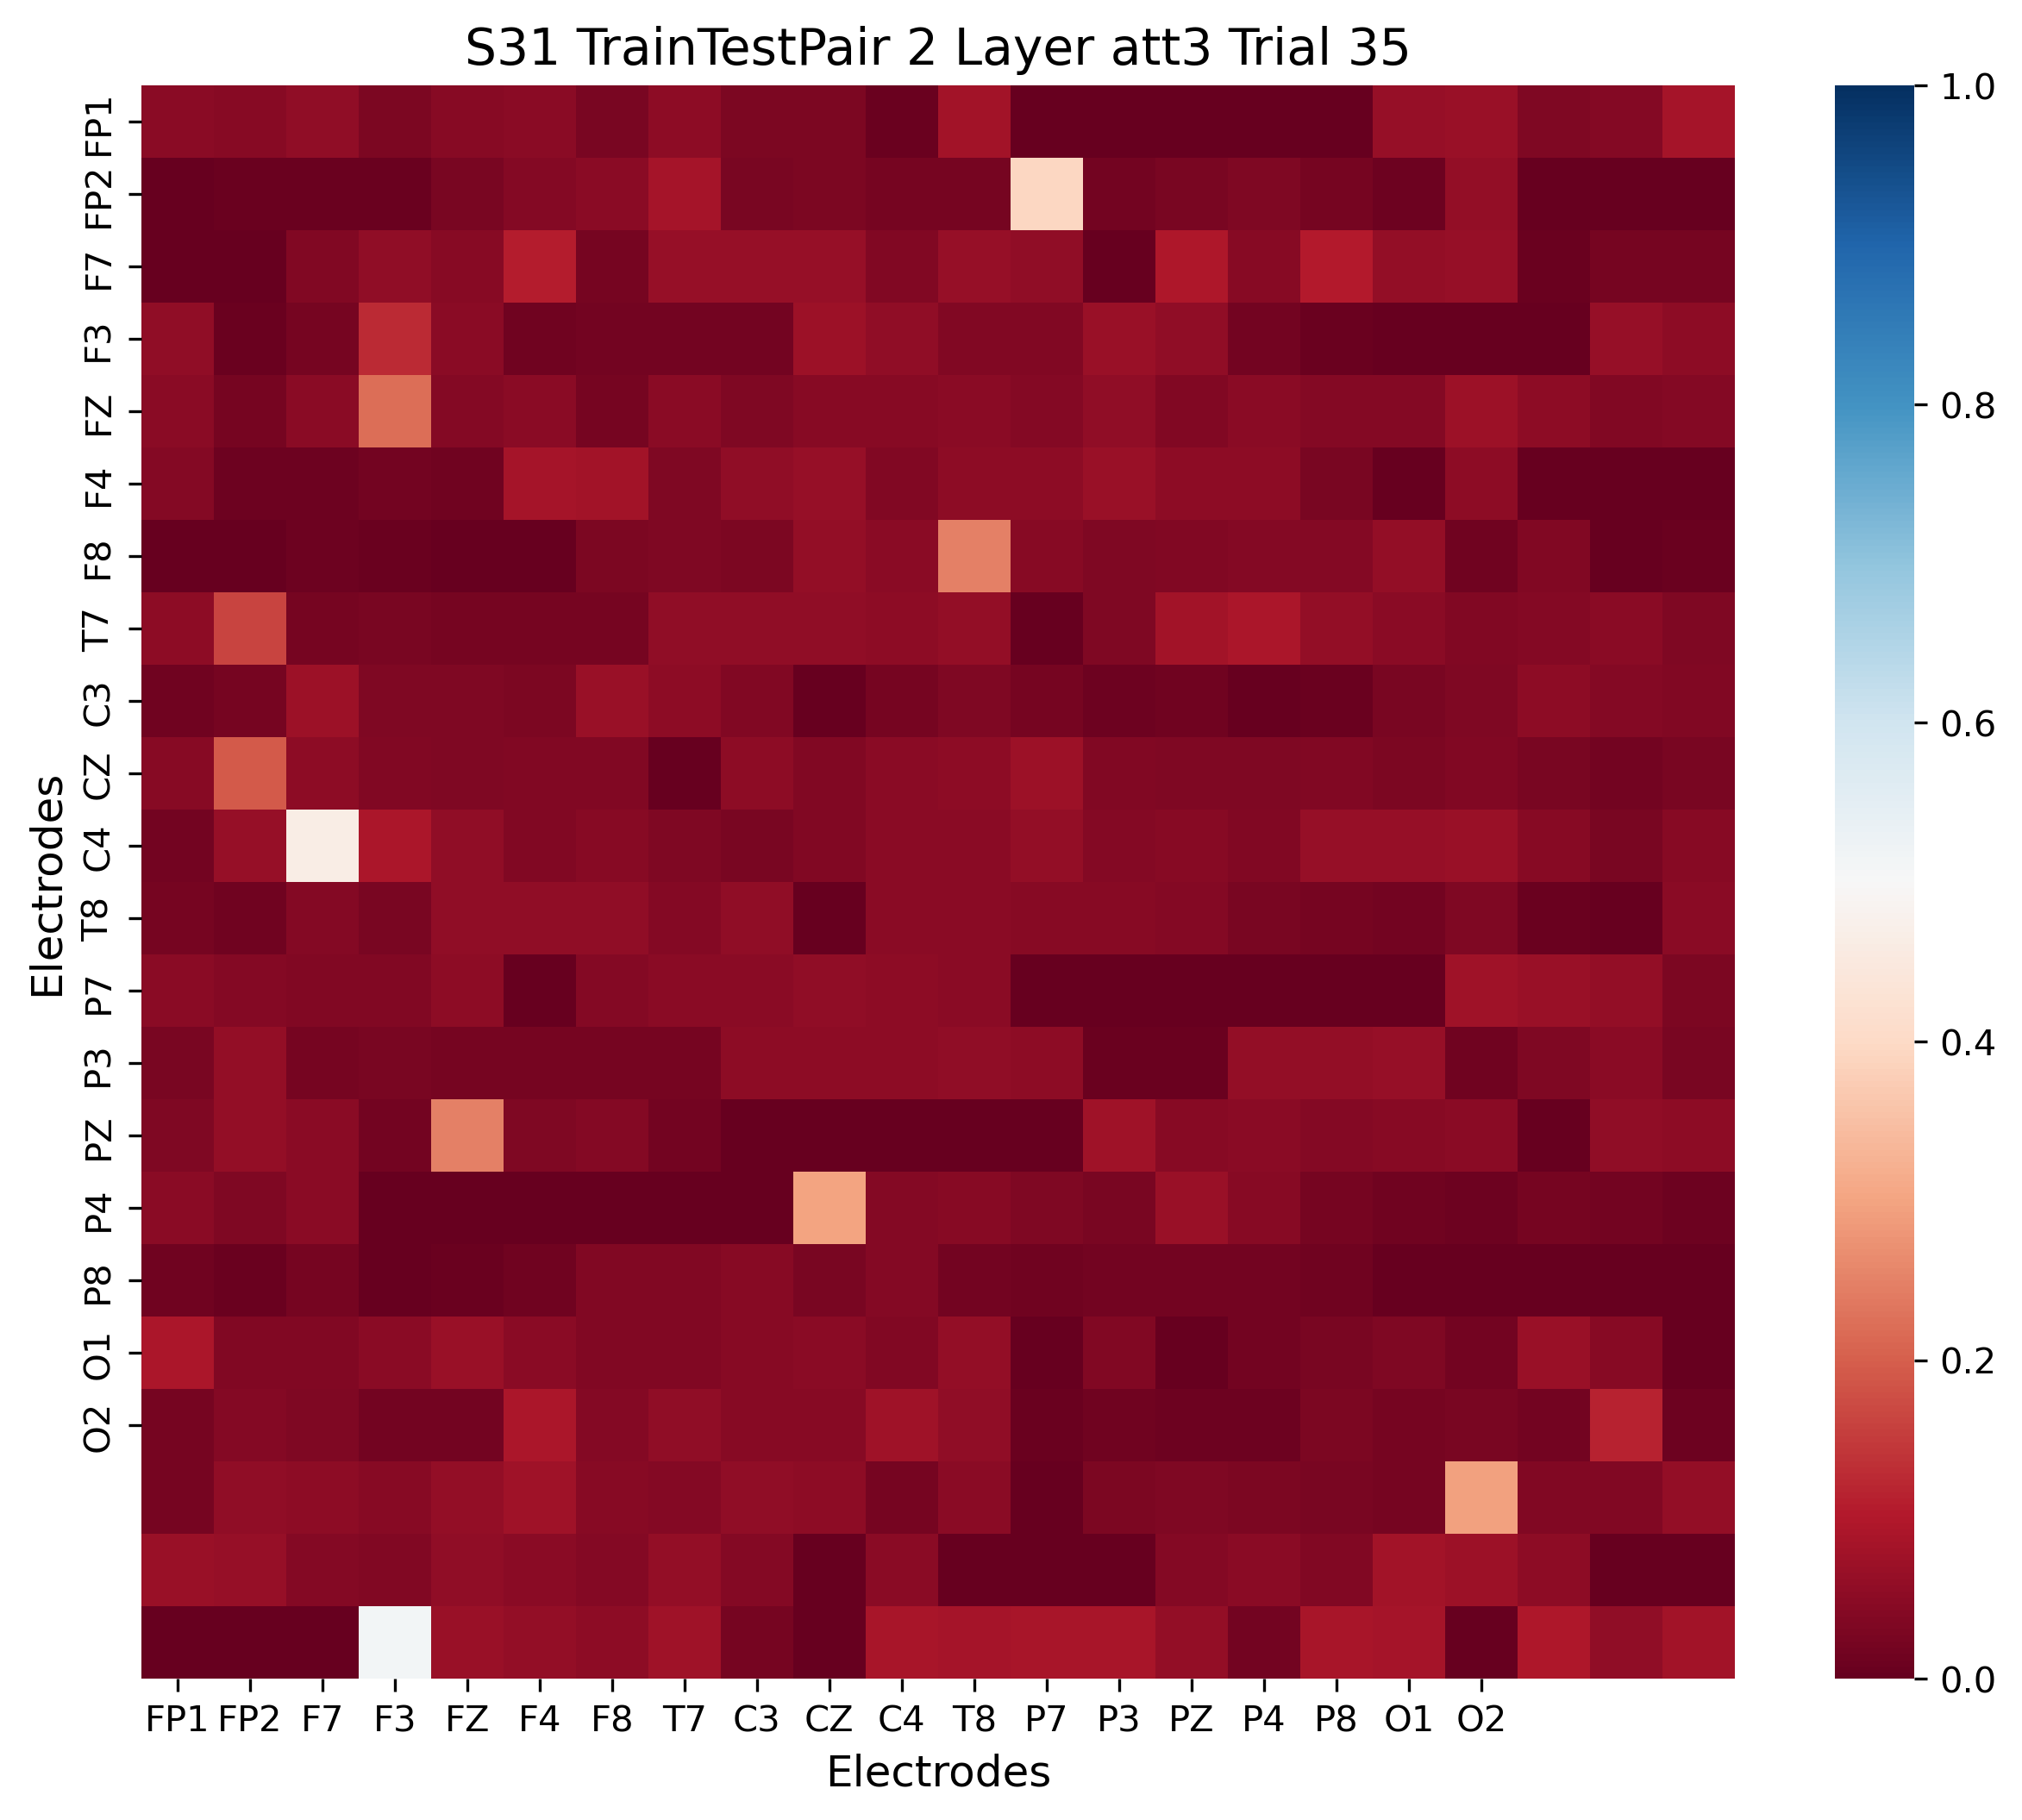 S31 TrainTestPair 2 Layer att3 Trial 35
Electrodes
FP1
FP2
F7
F3
FZ
F4
F8
T7
C3
CZ
C4
T8
P7
P3
PZ
P4
P8
O1
O2
FP1 FP2 F7 F3 FZ F4 F8 T7 C3 CZ C4 T8 P7 P3 PZ P4 P8 O1 O2
Electrodes
1.0
0.8
0.6
0.4
0.2
0.0